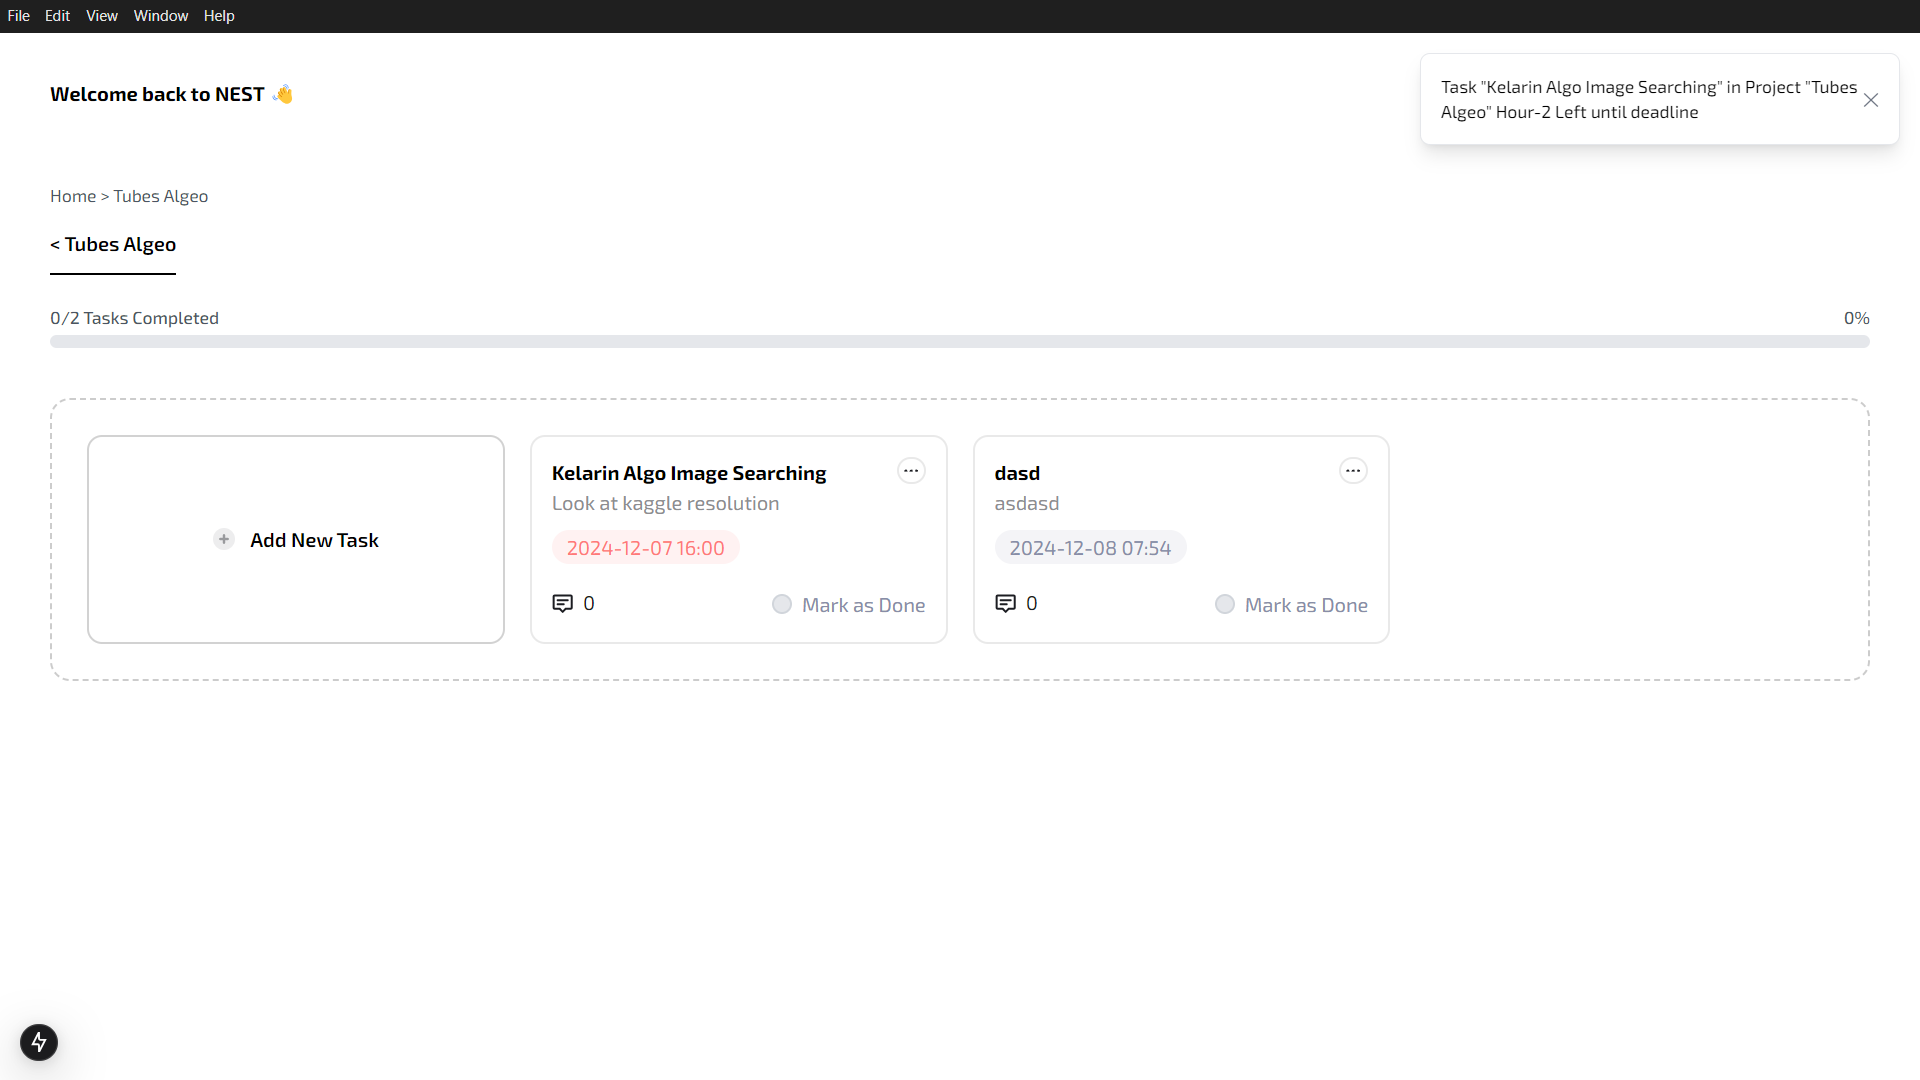 File Edit View Window Help
Welcome back to NEST 👋
Task "Kelarin Algo Image Searching" in Project "Tubes
Algeo" Hour-2 Left until deadline
Home > Tubes Algeo
< Tubes Algeo
0/2 Tasks Completed
0%
Add New Task
Kelarin Algo Image Searching
Look at kaggle resolution
2024-12-07 16:00
0
Mark as Done
dasd
asdasd
2024-12-08 07:54
0
Mark as Done